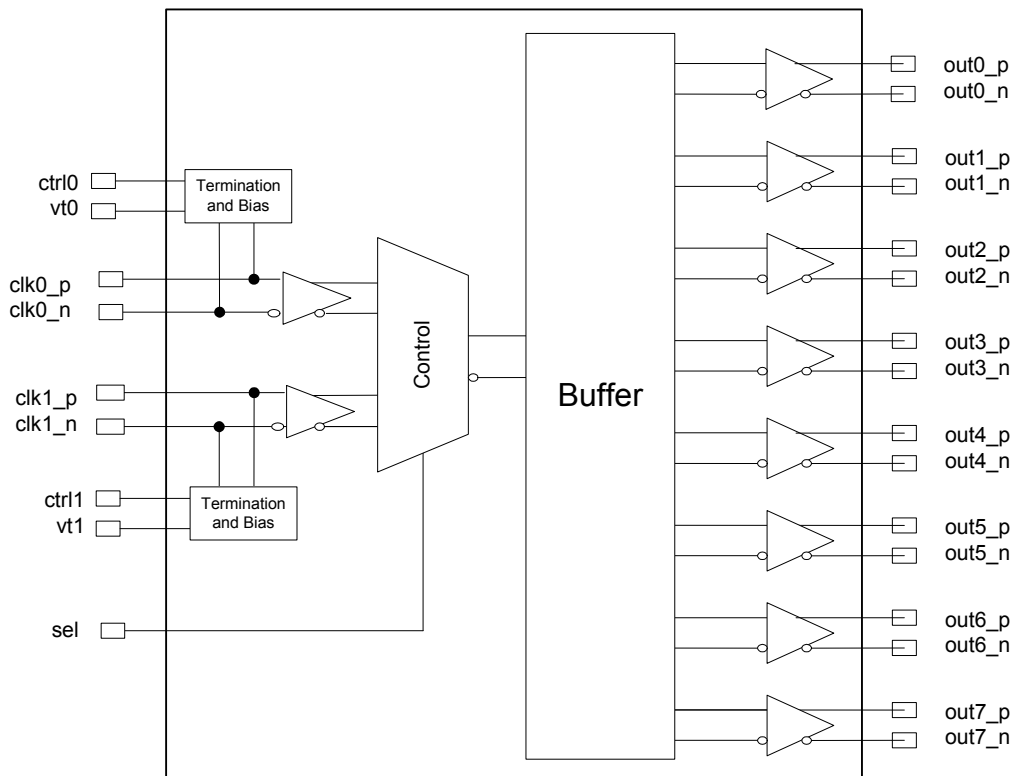 ctrl0
vt0
clk0_p
clk0_n
clk1_p
clk1_n
ctrl1
vt1
sel
Termination
and Bias
Termination
and Bias
Control
Buffer
out0_p
out0_n
out1_p
out1_n
out2_p
out2_n
out3_p
out3_n
out4_p
out4_n
out5_p
out5_n
out6_p
out6_n
out7_p
out7_n